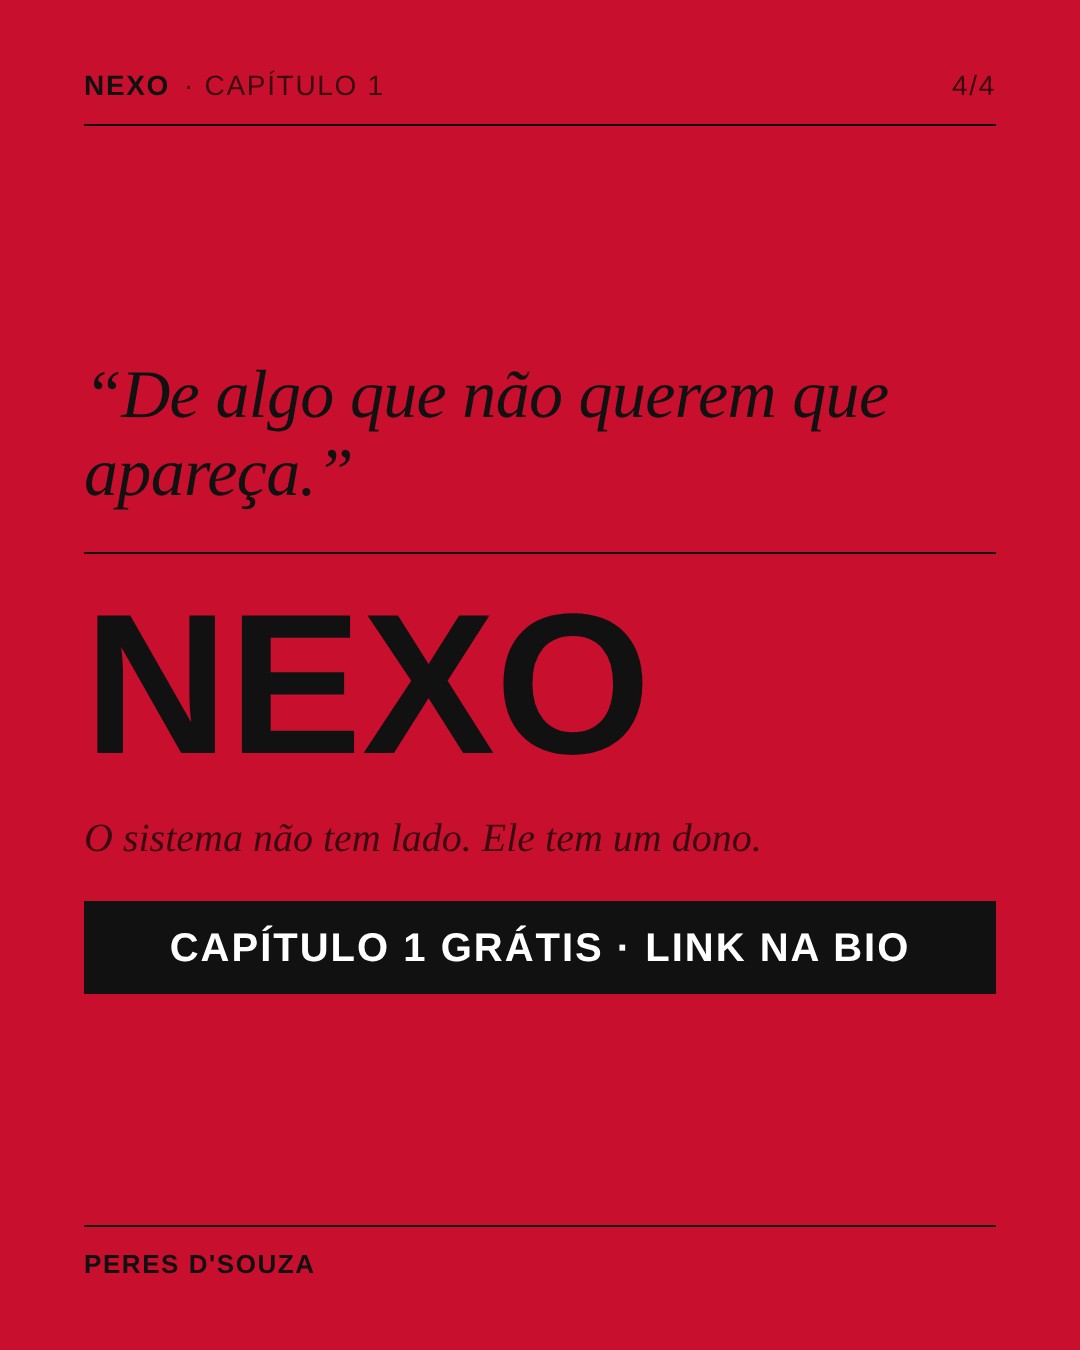 NEXO · CAPÍTULO 1
4/4
“De algo que não querem que
apareça.”
NEXO
O sistema não tem lado. Ele tem um dono.
CAPÍTULO 1 GRÁTIS · LINK NA BIO
PERES D'SOUZA